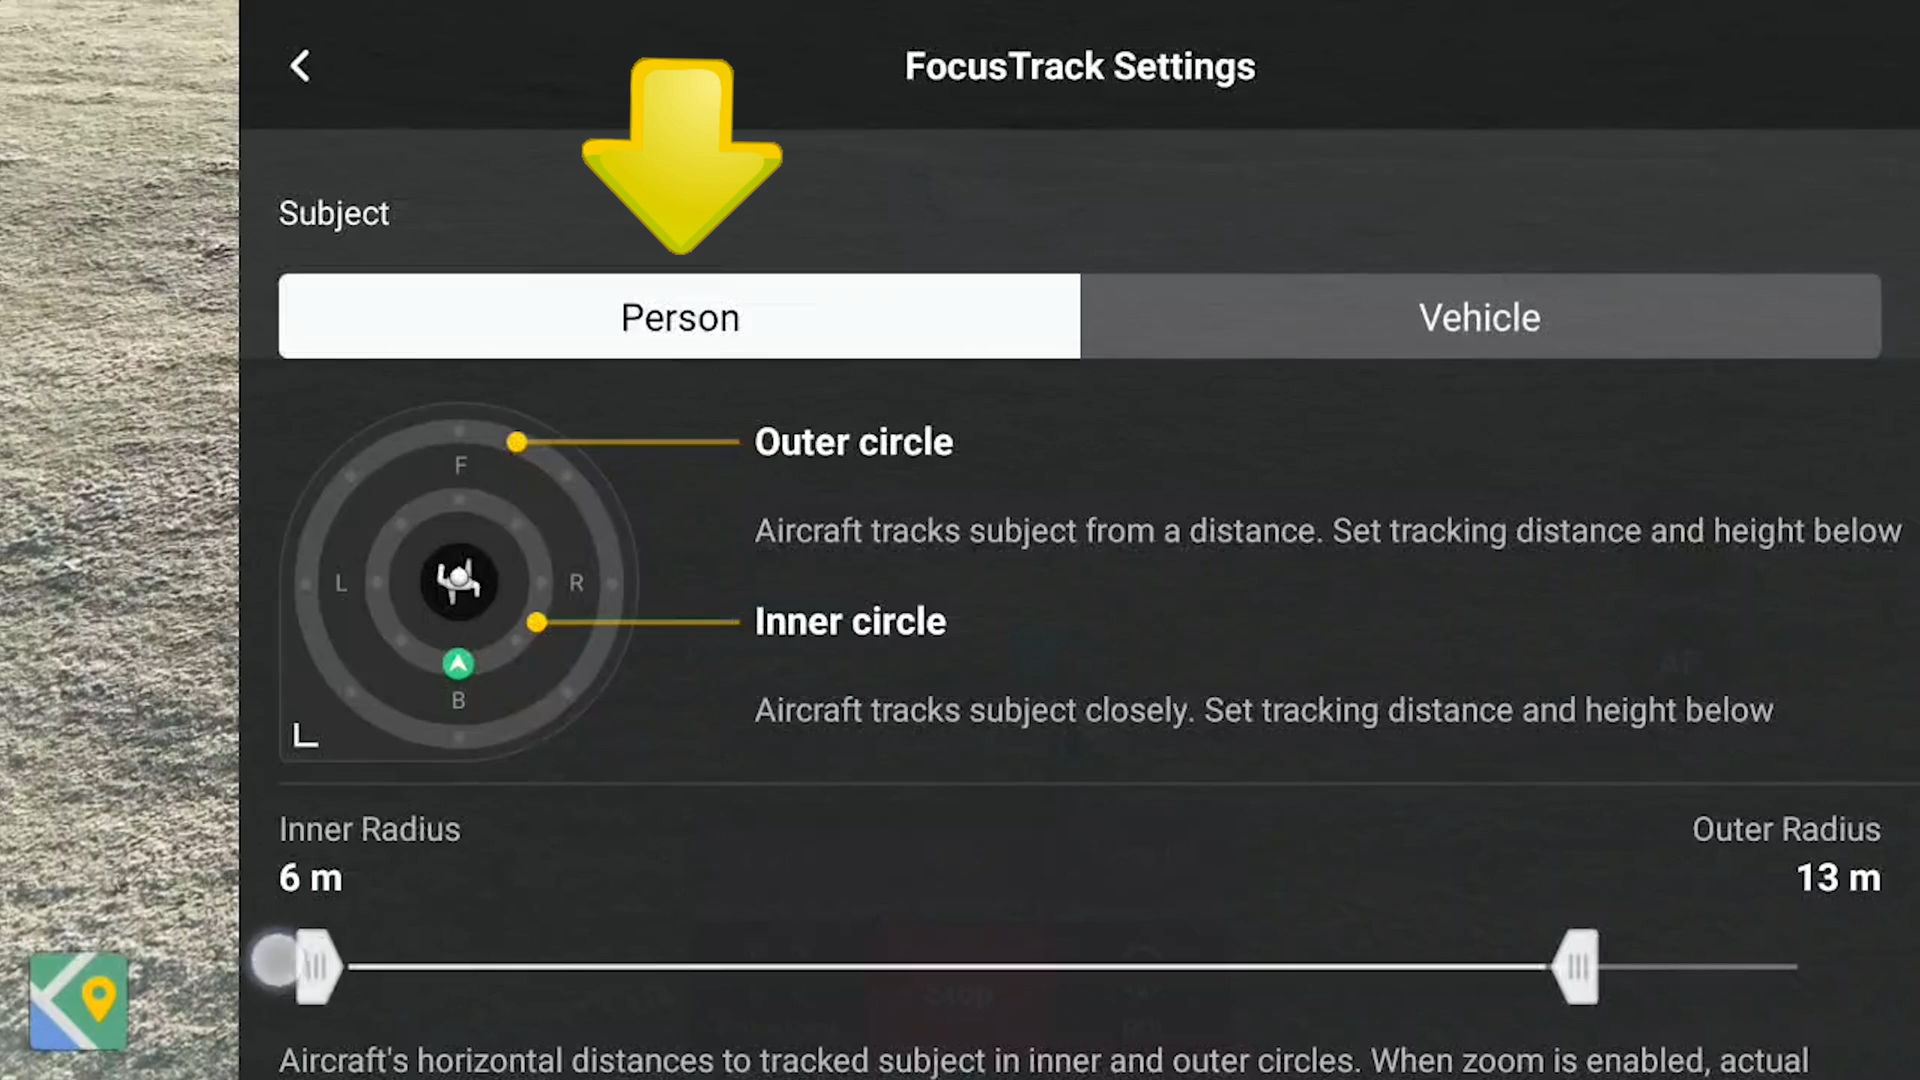 FocusTrack Settings
Subject
Person
Vehicle
F
L
R
B
Outer circle
Aircraft tracks subject from a distance. Set tracking distance and height below
Inner circle
Aircraft tracks subject closely. Set tracking distance and height below
Inner Radius
6 m
Outer Radius
13 m
Aircraft's horizontal distances to tracked subject in inner and outer circles. When zoom is enabled, actual
AF
Stop